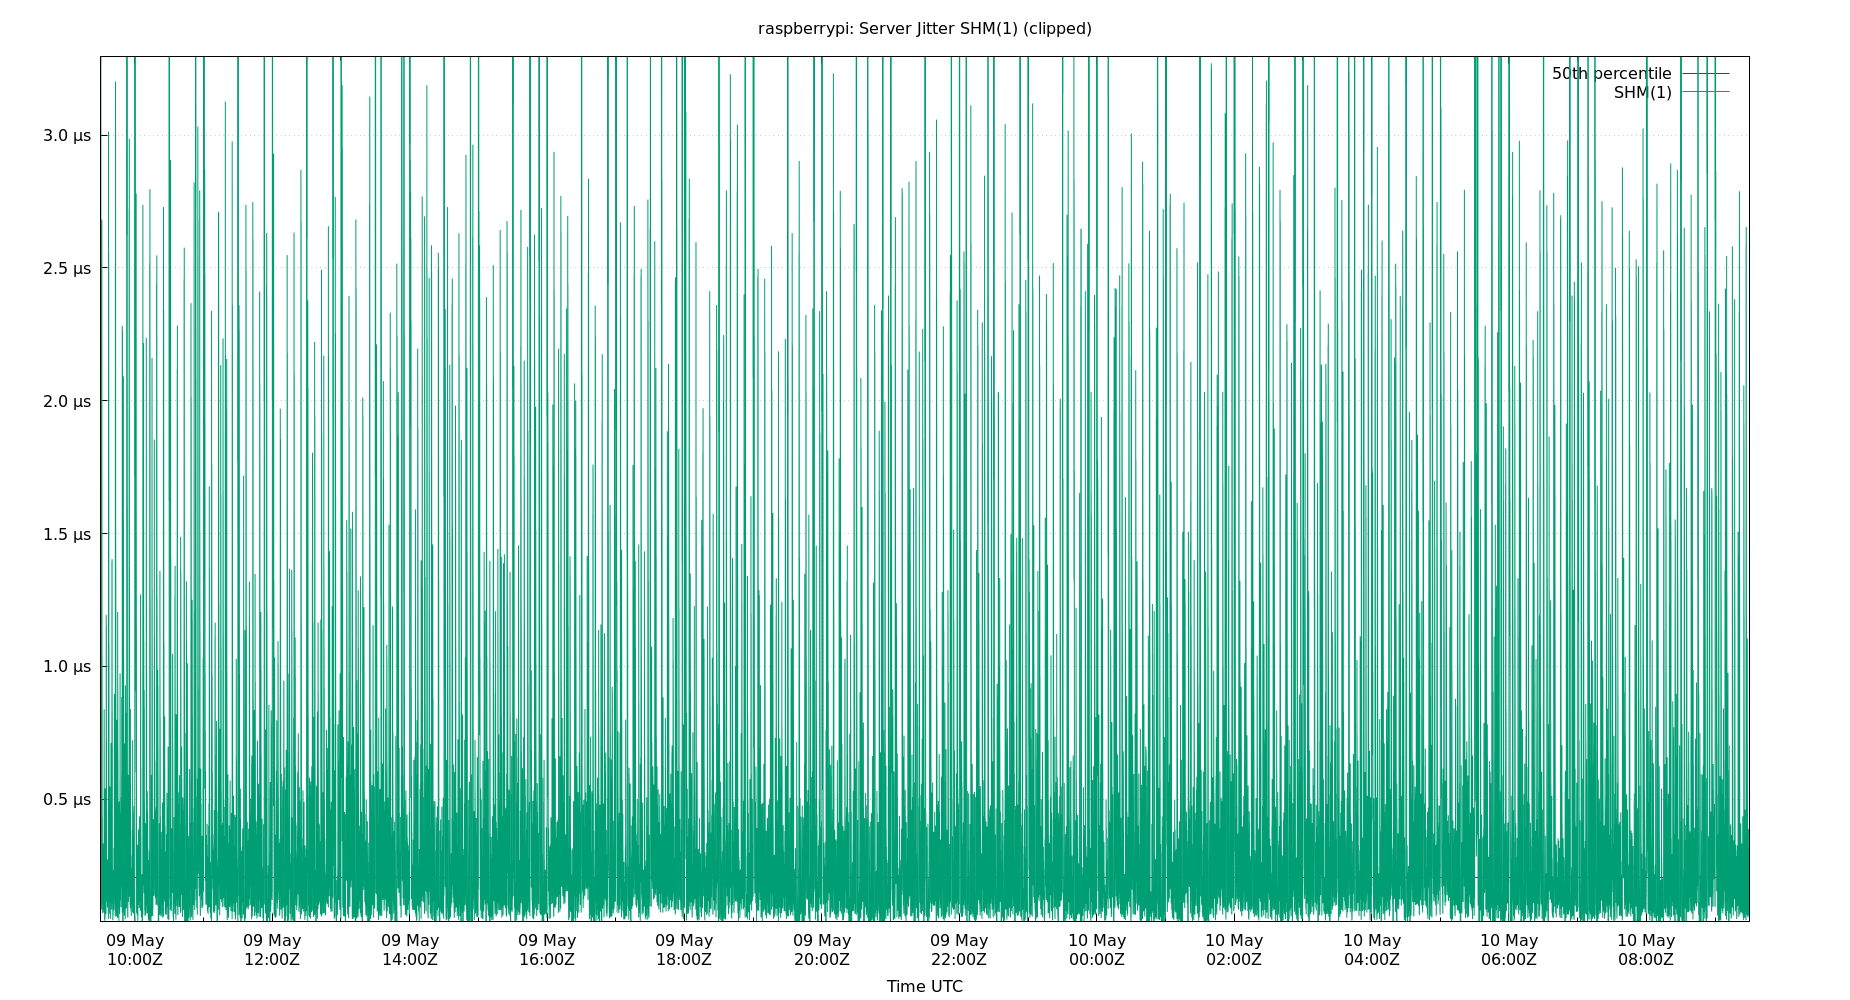 raspberrypi: Server Jitter SHM(1) (clipped)
50th percentile
SHM(1)
3.0 µs
2.5 µs
2.0 µs
1.5 µs
1.0 µs
0.5 µs
09 May 09 May 09 May 09 May 09 May 09 May 09 May 10 May 10 May 10 May 10 May 10 May
10:00Z 12:00Z 14:00Z 16:00Z 18:00Z 20:00Z 22:00Z 00:00Z 02:00Z 04:00Z 06:00Z 08:00Z
Time UTC